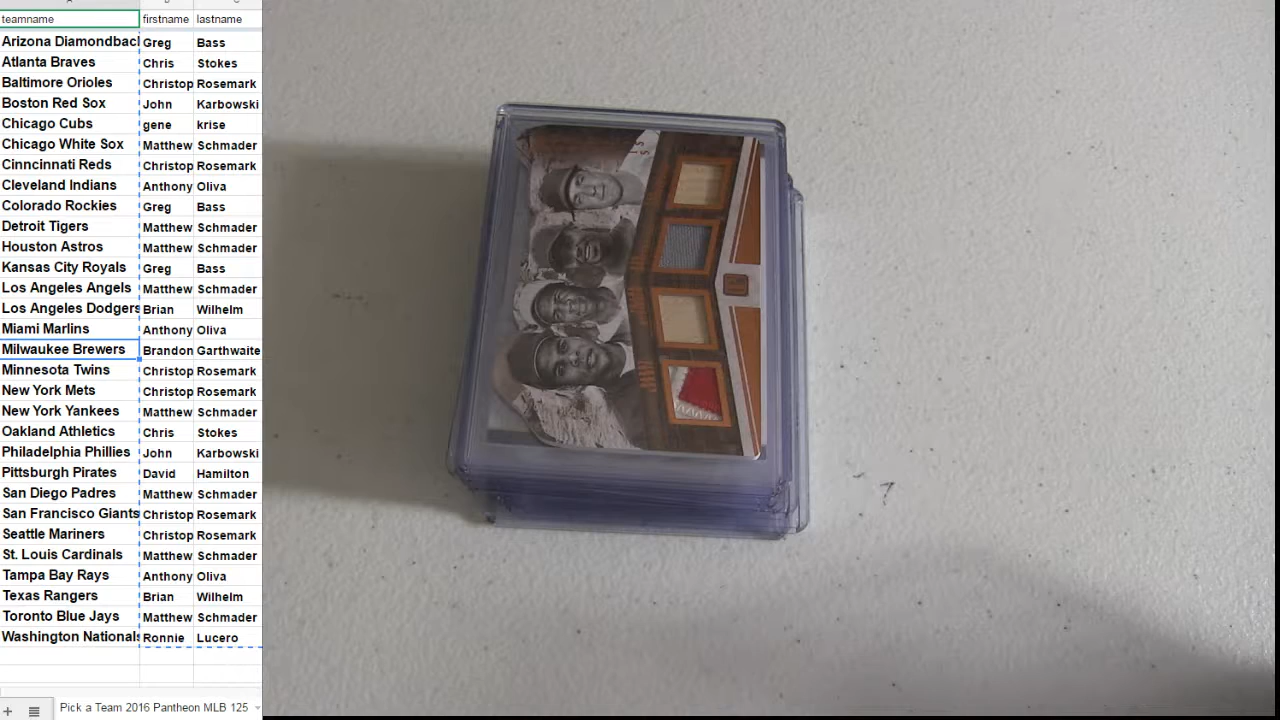 teamname firstname lastname
Arizona Diamondbac Greg Bass
Atlanta Braves Chris Stokes
Baltimore Orioles Christop Rosemark
Boston Red Sox John Karbowski
Chicago Cubs gene krise
Chicago White Sox Matthew Schmader
Cinncinnati Reds Christop Rosemark
Cleveland Indians Anthony Oliva
Colorado Rockies Greg Bass
Detroit Tigers Matthew Schmader
Houston Astros Matthew Schmader
Kansas City Royals Greg Bass
Los Angeles Angels Matthew Schmader
Los Angeles Dodgers Brian Wilhelm
Miami Marlins Anthony Oliva
Milwaukee Brewers Brandon Garthwaite
Minnesota Twins Christop Rosemark
New York Mets Christop Rosemark
New York Yankees Matthew Schmader
Oakland Athletics Chris Stokes
Philadelphia Phillies John Karbowski
Pittsburgh Pirates David Hamilton
San Diego Padres Matthew Schmader
San Francisco Giants Christop Rosemark
Seattle Mariners Christop Rosemark
St. Louis Cardinals Matthew Schmader
Tampa Bay Rays Anthony Oliva
Texas Rangers Brian Wilhelm
Toronto Blue Jays Matthew Schmader
Washington Nationals Ronnie Lucero
Pick a Team 2016 Pantheon MLB 125